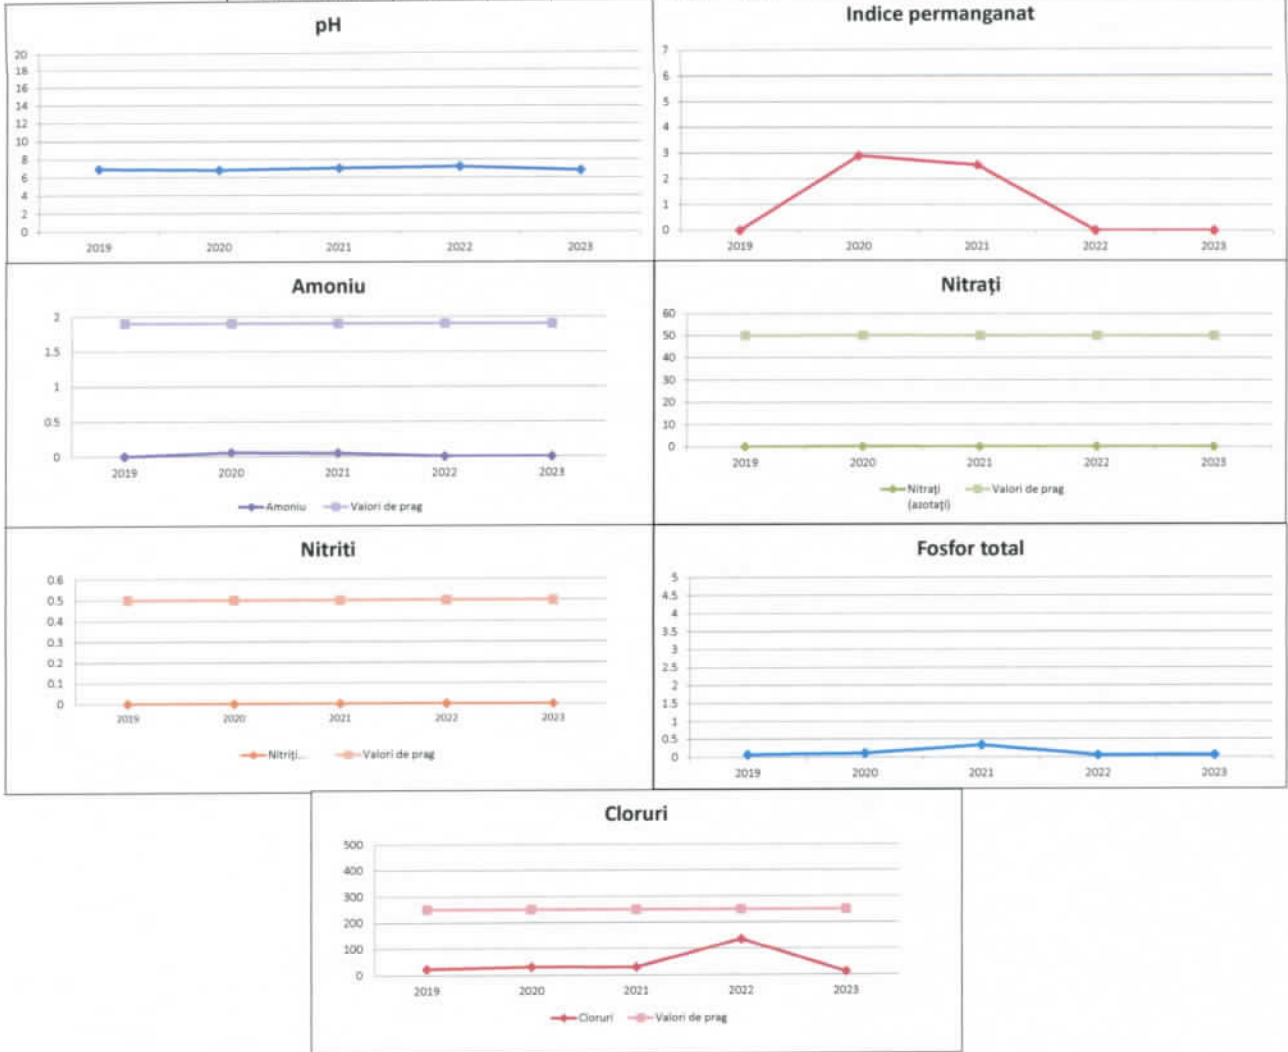 pH
20
18
16
14
12
10
8
6
4
2
0
2019 2020 2021 2022 2023
Indice permanganat
7
6
5
4
3
2
1
0
2019 2020 2021 2022 2023
Amoniu
2
1.5
1
0.5
0
2019 2020 2021 2022 2023
Amoniu Valori de prag
Nitrați
60
50
40
30
20
10
0
2019 2020 2021 2022 2023
Nitrați Valori de prag
(azotați)
Nitriti
0.6
0.5
0.4
0.3
0.2
0.1
0
2019 2020 2021 2022 2023
Nitriți... Valori de prag
Fosfor total
5
4.5
4
3.5
3
2.5
2
1.5
1
0.5
0
2019 2020 2021 2022 2023
Cloruri
500
400
300
200
100
0
2019 2020 2021 2022 2023
Cloruri Valori de prag